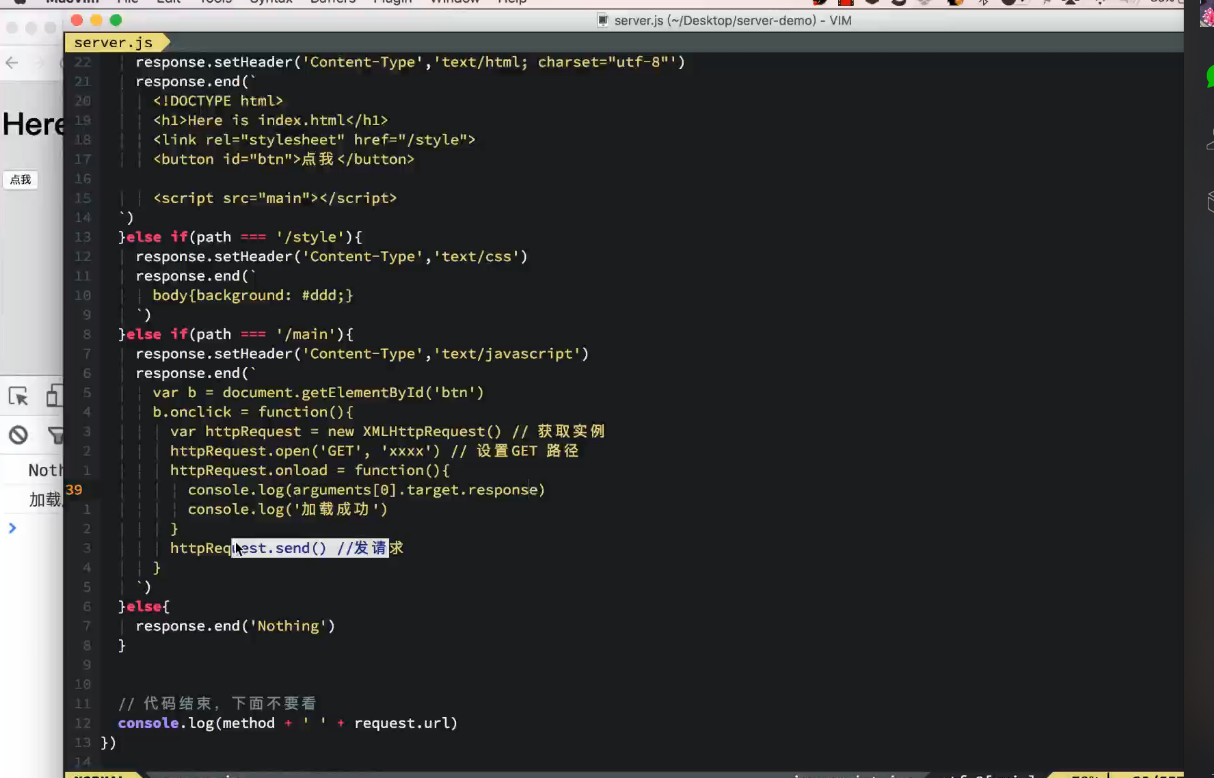 server.js (~/Desktop/server-demo) - VIM
server.js
22 response.setHeader('Content-Type','text/html; charset="utf-8"')
21 response.end(`
20 <!DOCTYPE html>
19 <h1>Here is index.html</h1>
18 <link rel="stylesheet" href="/style">
17 <button id="btn">点我</button>
16
15 <script src="main"></script>
14 `)
13 }else if(path === '/style'){
12 response.setHeader('Content-Type','text/css')
11 response.end(`
10 body{background: #ddd;}
9 `)
8 }else if(path === '/main'){
7 response.setHeader('Content-Type','text/javascript')
6 response.end(`
5 var b = document.getElementById('btn')
4 b.onclick = function(){
3 var httpRequest = new XMLHttpRequest() // 获取实例
2 httpRequest.open('GET', 'xxxx') // 设置GET 路径
1 httpRequest.onload = function(){
39 console.log(arguments[0].target.response)
1 console.log('加载成功')
2 }
3 httpRequest.send() //发请求
4 }
5 `)
6 }else{
7 response.end('Nothing')
8 }
9
10
11 // 代码结束，下面不要看
12 console.log(method + ' ' + request.url)
13 })
14
Here
点我
Noth
加载